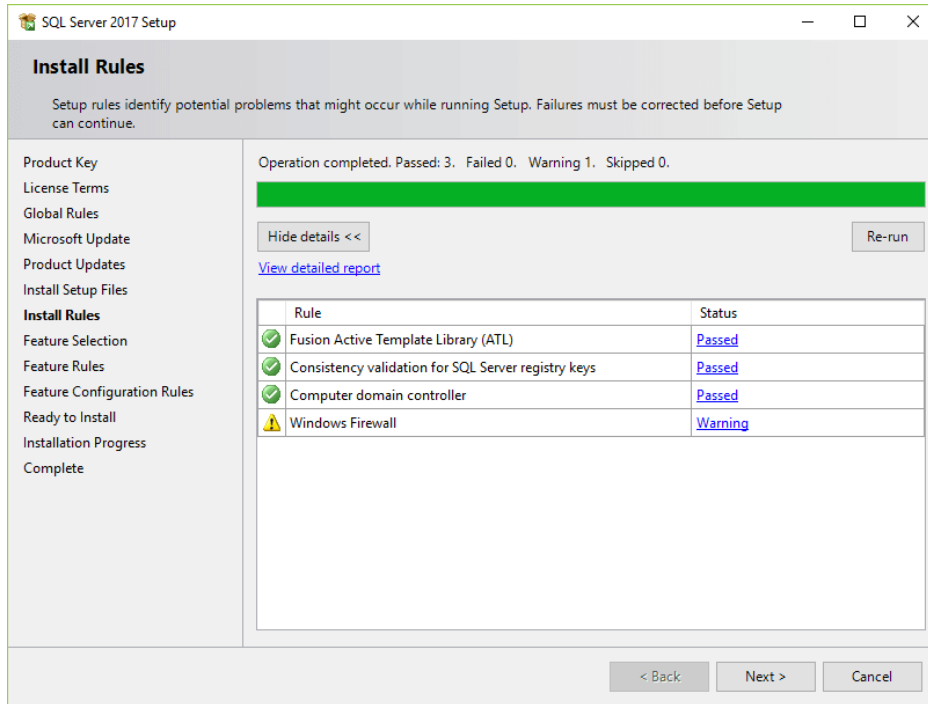 SQL Server 2017 Setup
Install Rules
Setup rules identify potential problems that might occur while running Setup. Failures must be corrected before Setup
can continue.
Product Key
License Terms
Global Rules
Microsoft Update
Product Updates
Install Setup Files
Install Rules
Feature Selection
Feature Rules
Feature Configuration Rules
Ready to Install
Installation Progress
Complete
Operation completed. Passed: 3. Failed 0. Warning 1. Skipped 0.
Hide details << Re-run
View detailed report
Rule Status
Fusion Active Template Library (ATL) Passed
Consistency validation for SQL Server registry keys Passed
Computer domain controller Passed
Windows Firewall Warning
< Back Next > Cancel